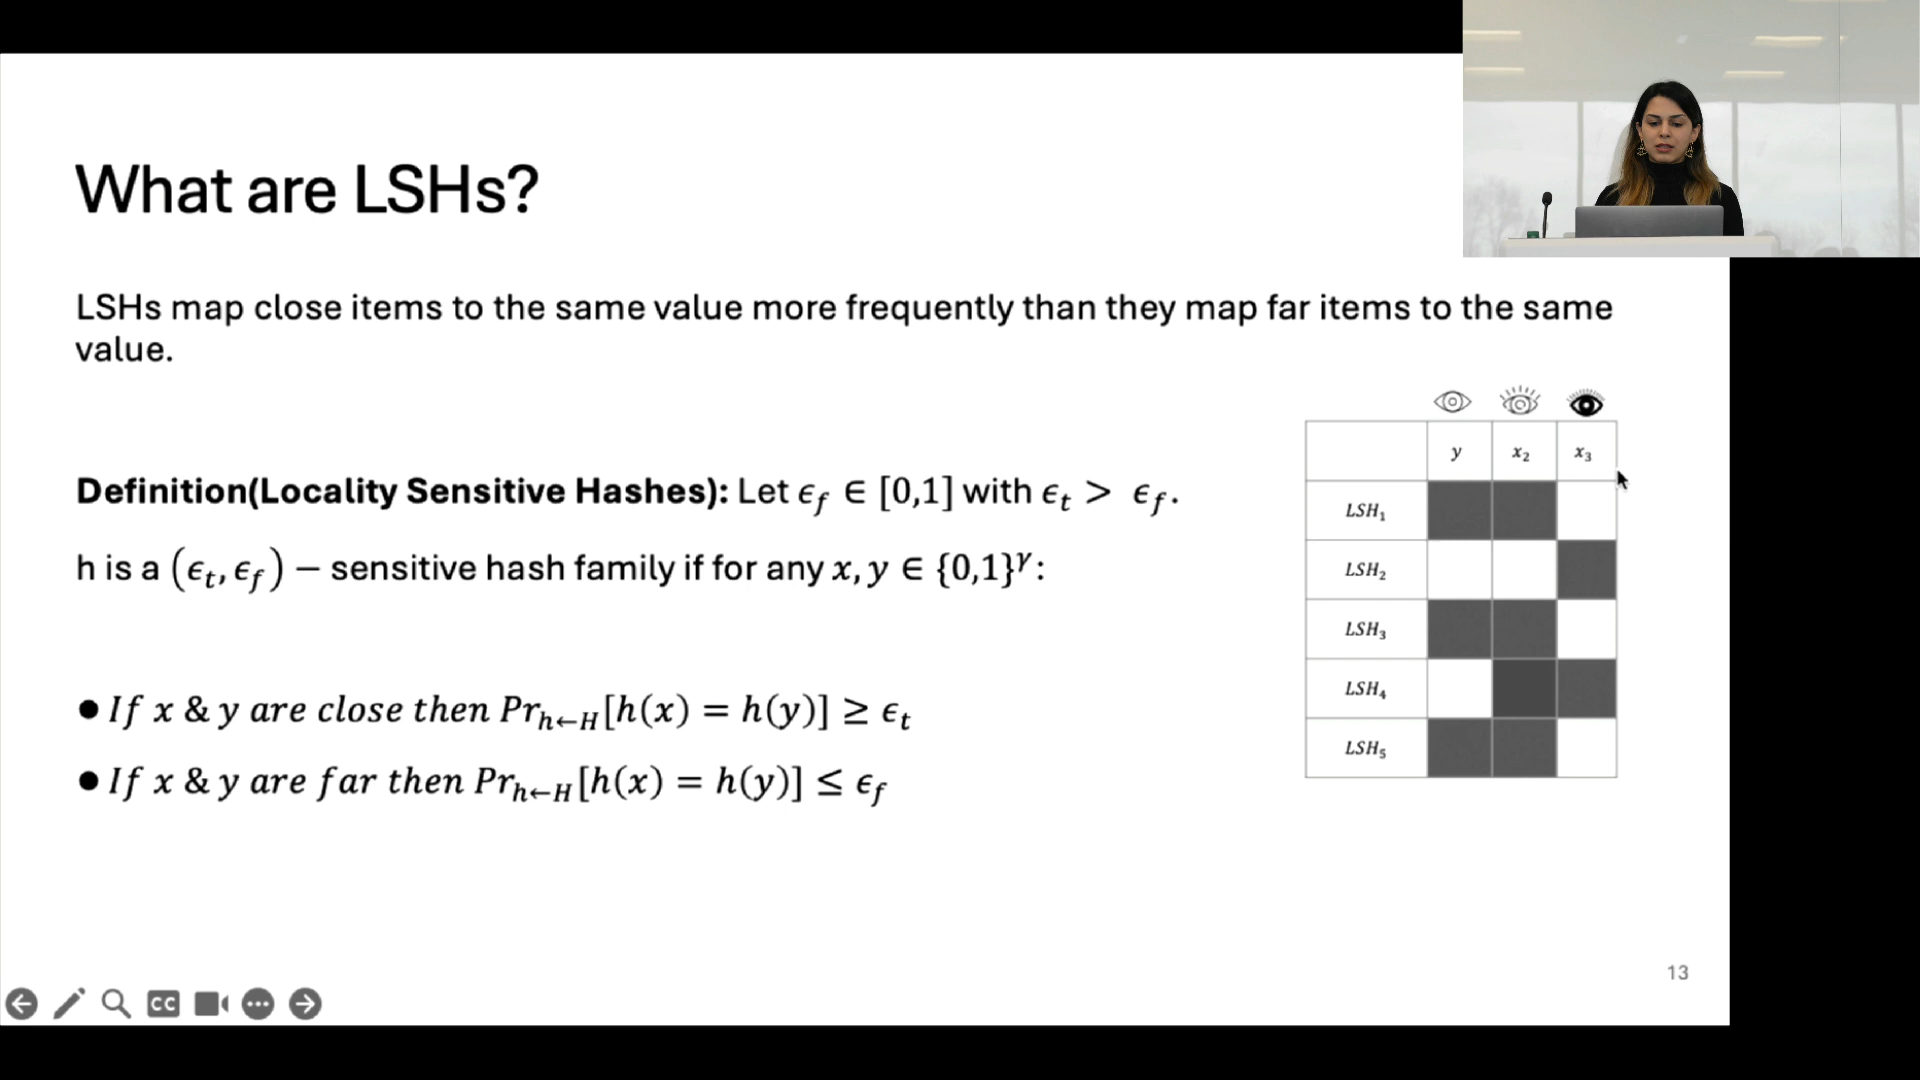 What are LSHs?
LSHs map close items to the same value more frequently than they map far items to the same
value.
Definition(Locality Sensitive Hashes): Let ϵ_f ∈ [0,1] with ϵ_t > ϵ_f.
h is a (ϵ_t, ϵ_f) − sensitive hash family if for any x, y ∈ {0,1}^γ:
● If x & y are close then Pr_{h←H}[h(x) = h(y)] ≥ ϵ_t
● If x & y are far then Pr_{h←H}[h(x) = h(y)] ≤ ϵ_f
y x₂ x₃
LSH₁
LSH₂
LSH₃
LSH₄
LSH₅
13
CC